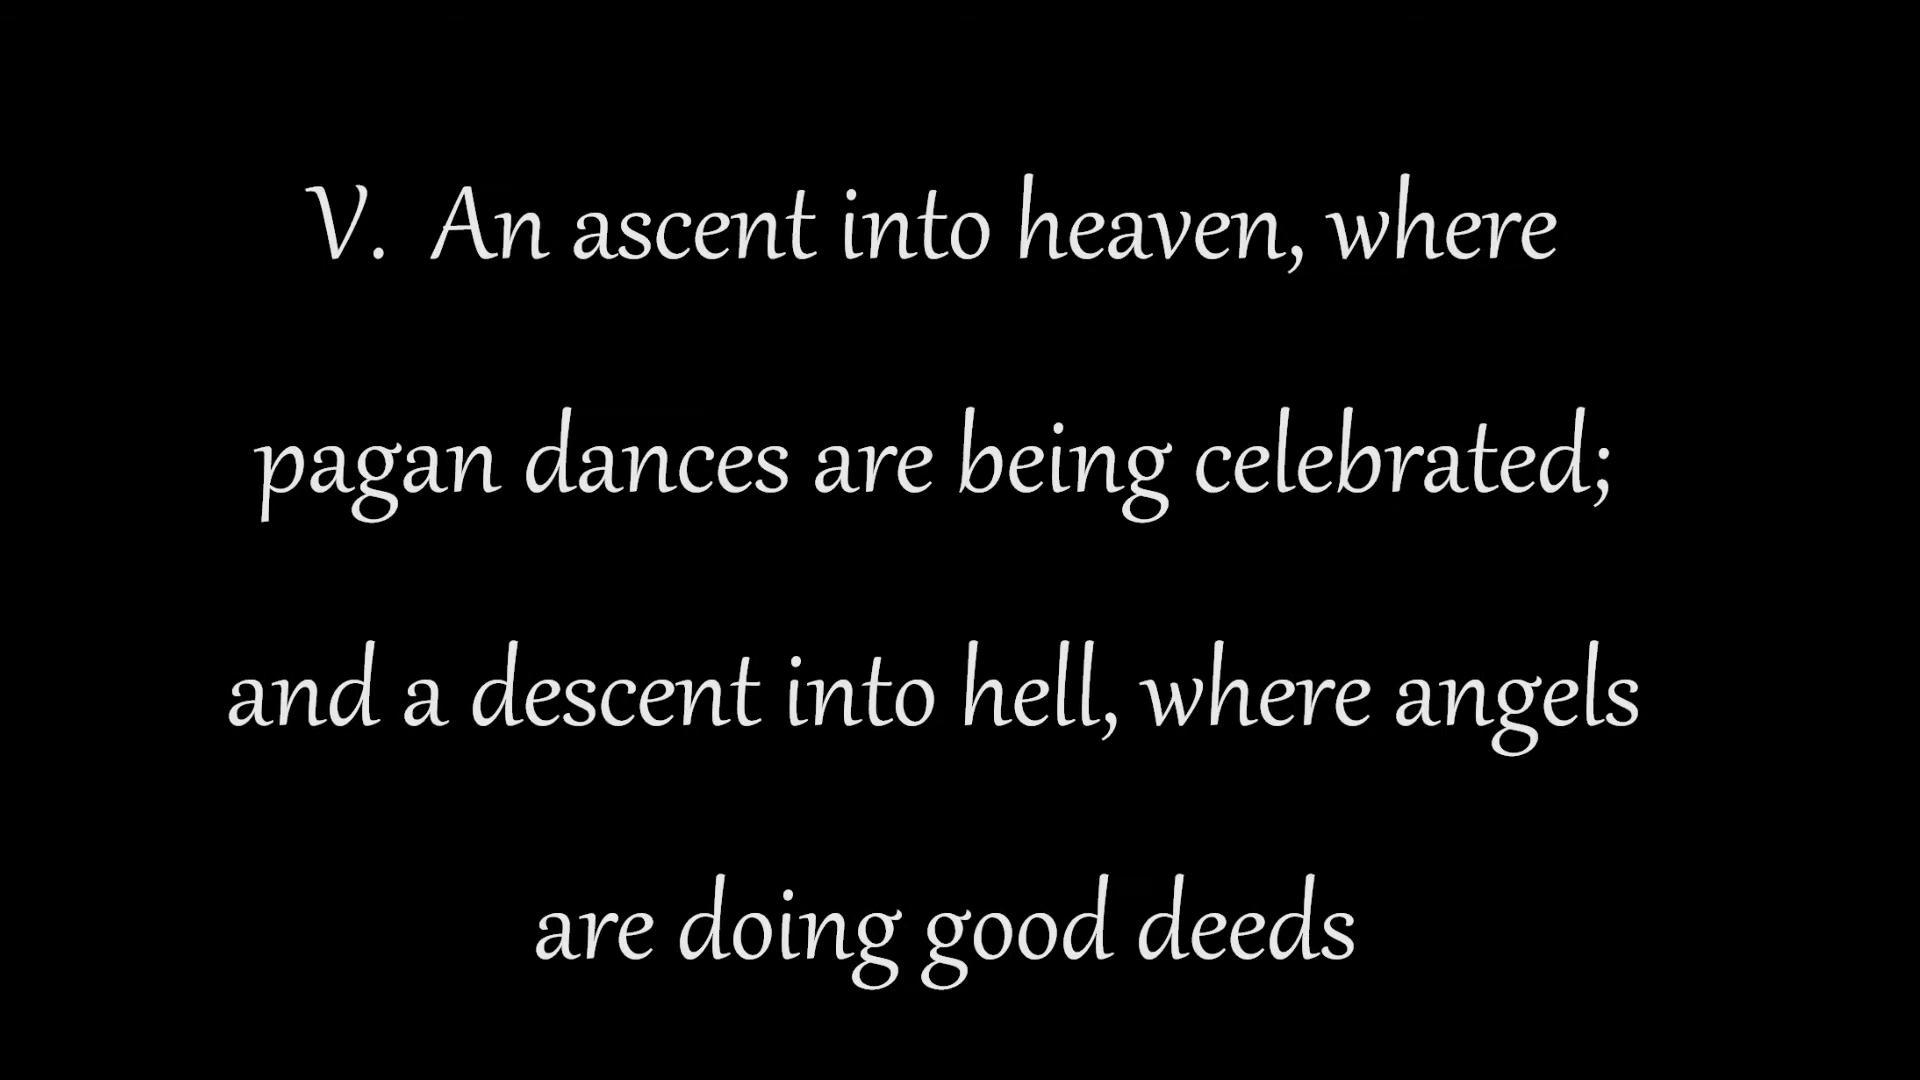 V. An ascent into heaven, where
pagan dances are being celebrated;
and a descent into hell, where angels
are doing good deeds